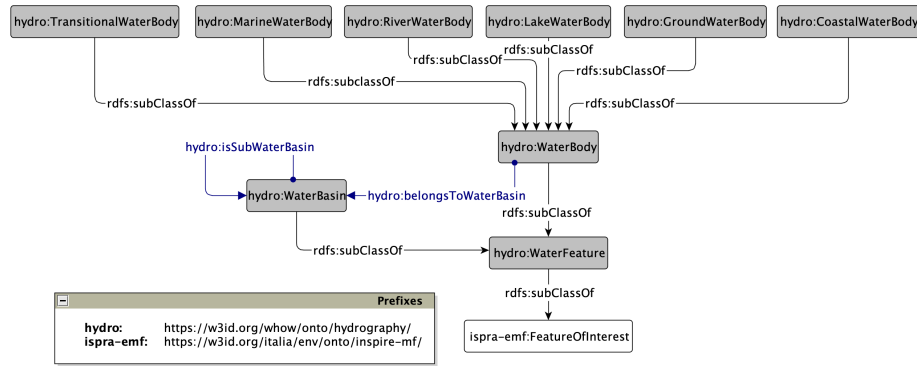 hydro:TransitionalWaterBody
hydro:MarineWaterBody
hydro:RiverWaterBody
hydro:LakeWaterBody
hydro:GroundWaterBody
hydro:CoastalWaterBody
rdfs:subClassOf
rdfs:subClassOf
rdfs:subClassOf
rdfs:subclassOf
rdfs:subClassOf
rdfs:subClassOf
hydro:isSubWaterBasin
hydro:WaterBody
hydro:WaterBasin
hydro:belongsToWaterBasin
rdfs:subClassOf
rdfs:subClassOf
hydro:WaterFeature
rdfs:subClassOf
Prefixes
hydro: https://w3id.org/whow/onto/hydrography/
ispra-emf: https://w3id.org/italia/env/onto/inspire-mf/
ispra-emf:FeatureOfInterest